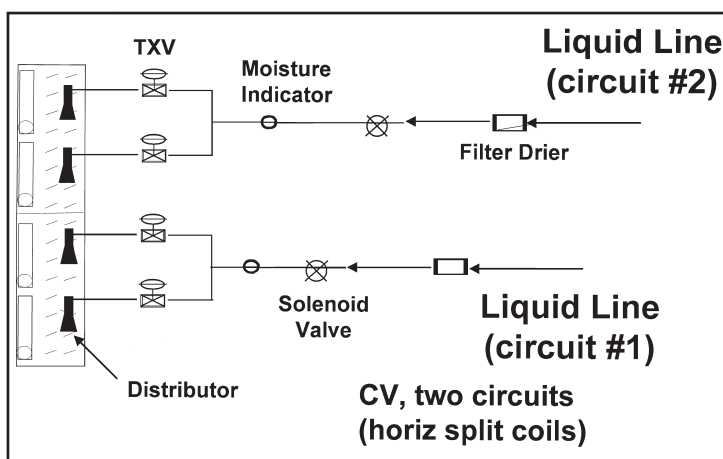 TXV
Liquid Line
(circuit #2)
Moisture
Indicator
Filter Drier
Solenoid
Valve
Liquid Line
(circuit #1)
Distributor
CV, two circuits
(horiz split coils)